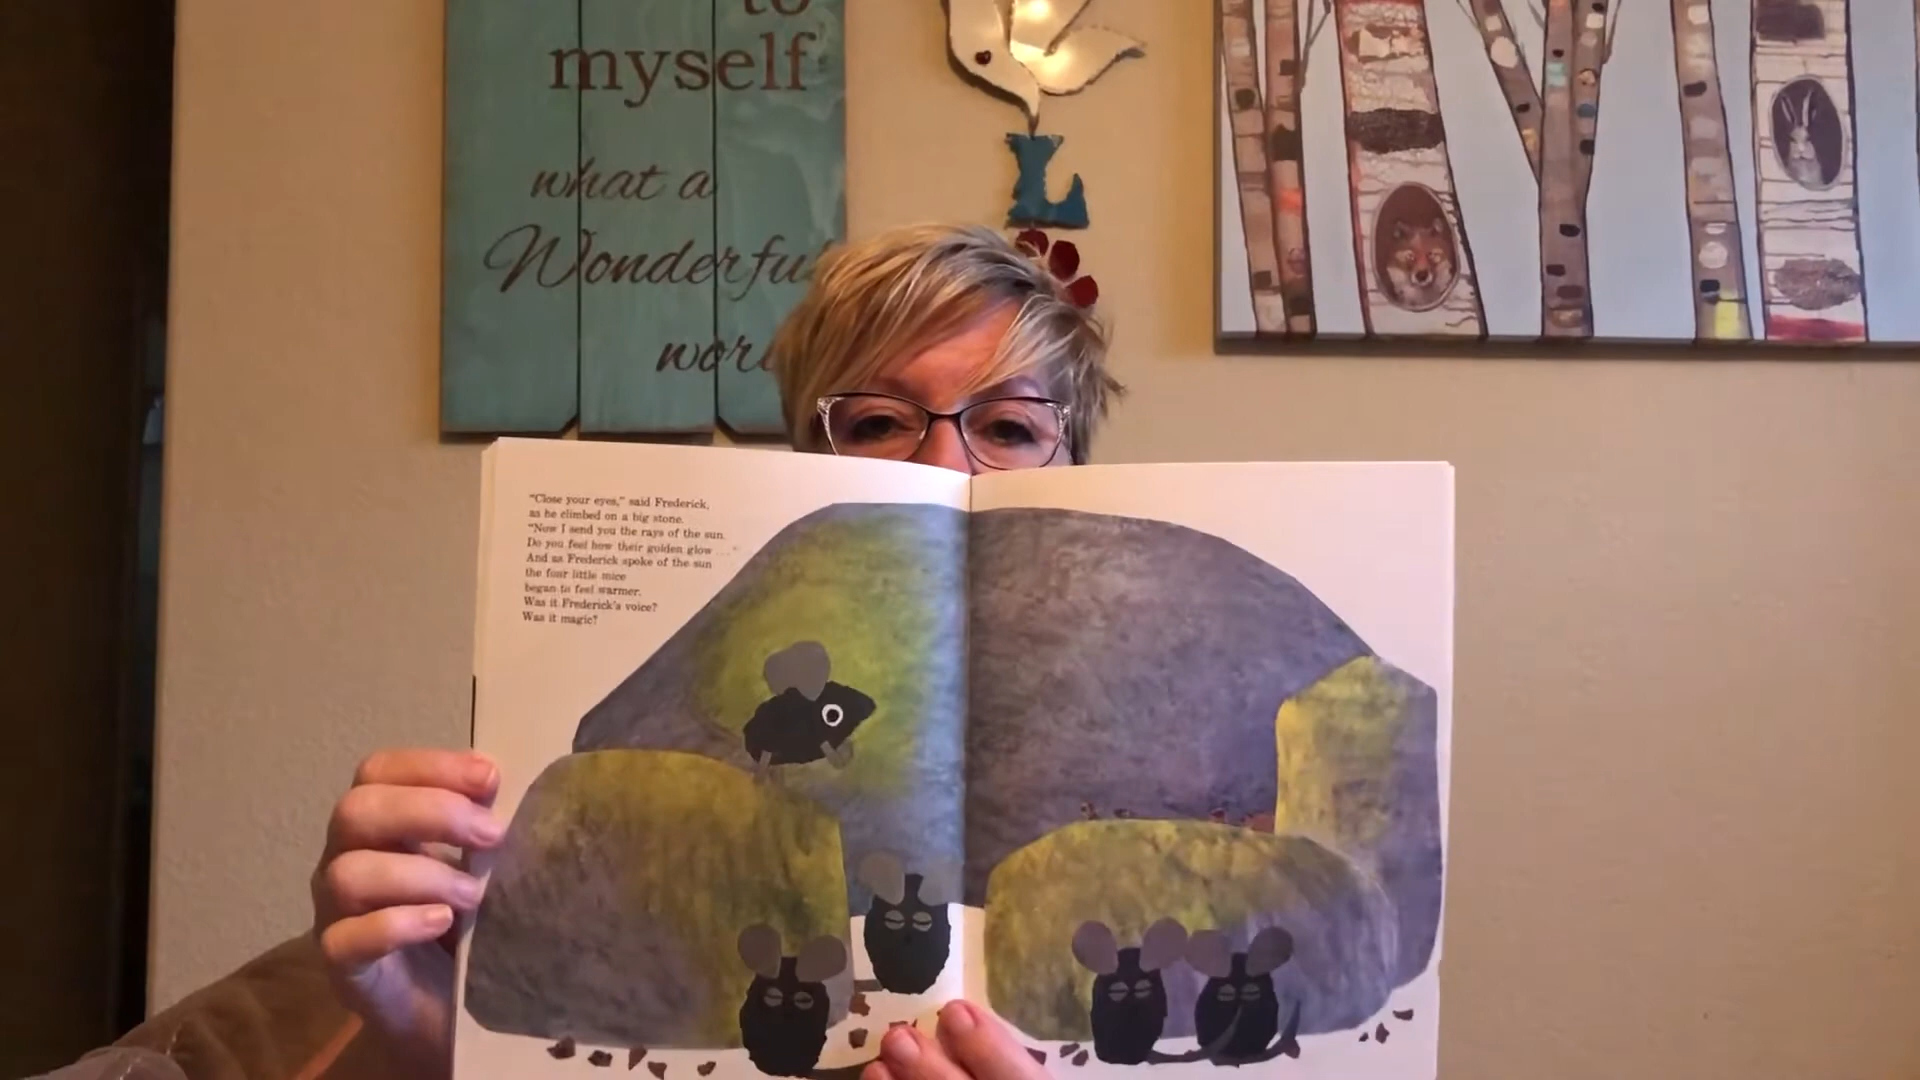 to
myself
what a
Wonderful
worl
L
"Close your eyes," said Frederick,
as he climbed on a big stone.
"Now I send you the rays of the sun.
Do you feel how their golden glow ..."
And as Frederick spoke of the sun
the four little mice
began to feel warmer.
Was it Frederick's voice?
Was it magic?